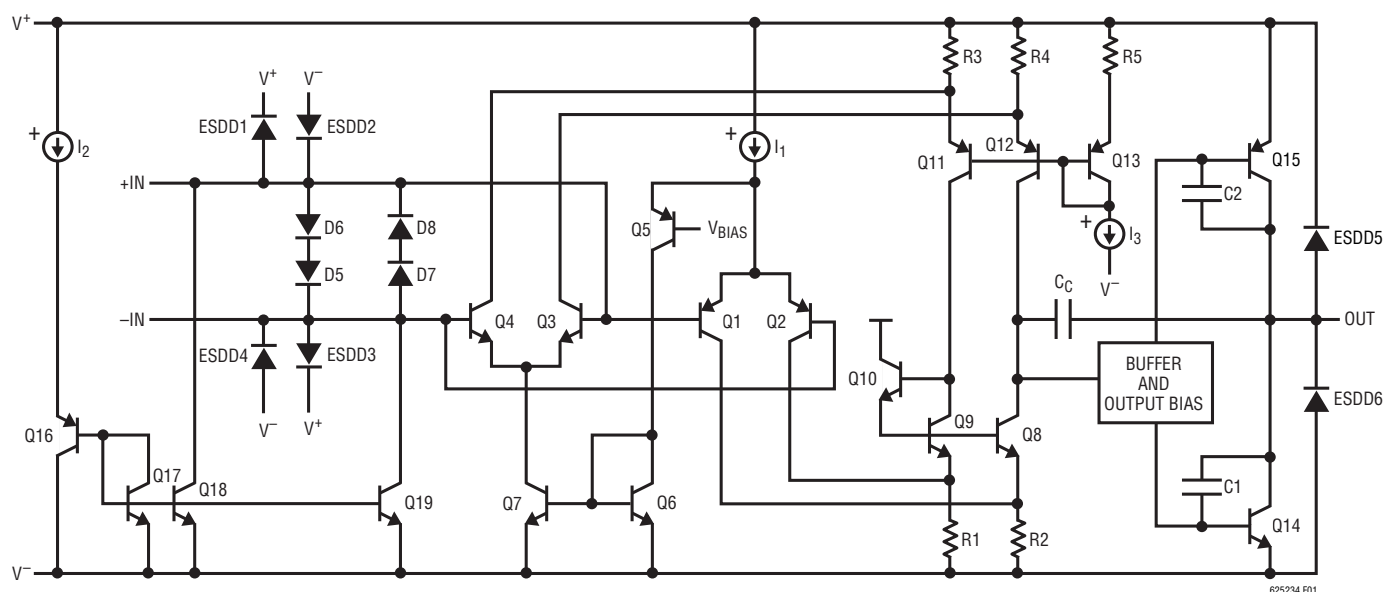 V+
R3
R4
R5
V+
V−
ESDD1
ESDD2
+
I2
+
I1
Q11
Q12
Q13
Q15
+IN
C2
D6
D8
Q5
VBIAS
+
I3
ESDD5
D5
D7
V−
CC
−IN
Q4
Q3
Q1
Q2
OUT
ESDD4
ESDD3
Q10
BUFFER
AND
OUTPUT BIAS
ESDD6
V−
V+
Q16
Q9
Q8
Q17
Q18
Q19
Q7
Q6
C1
Q14
R1
R2
V−
625234 F01